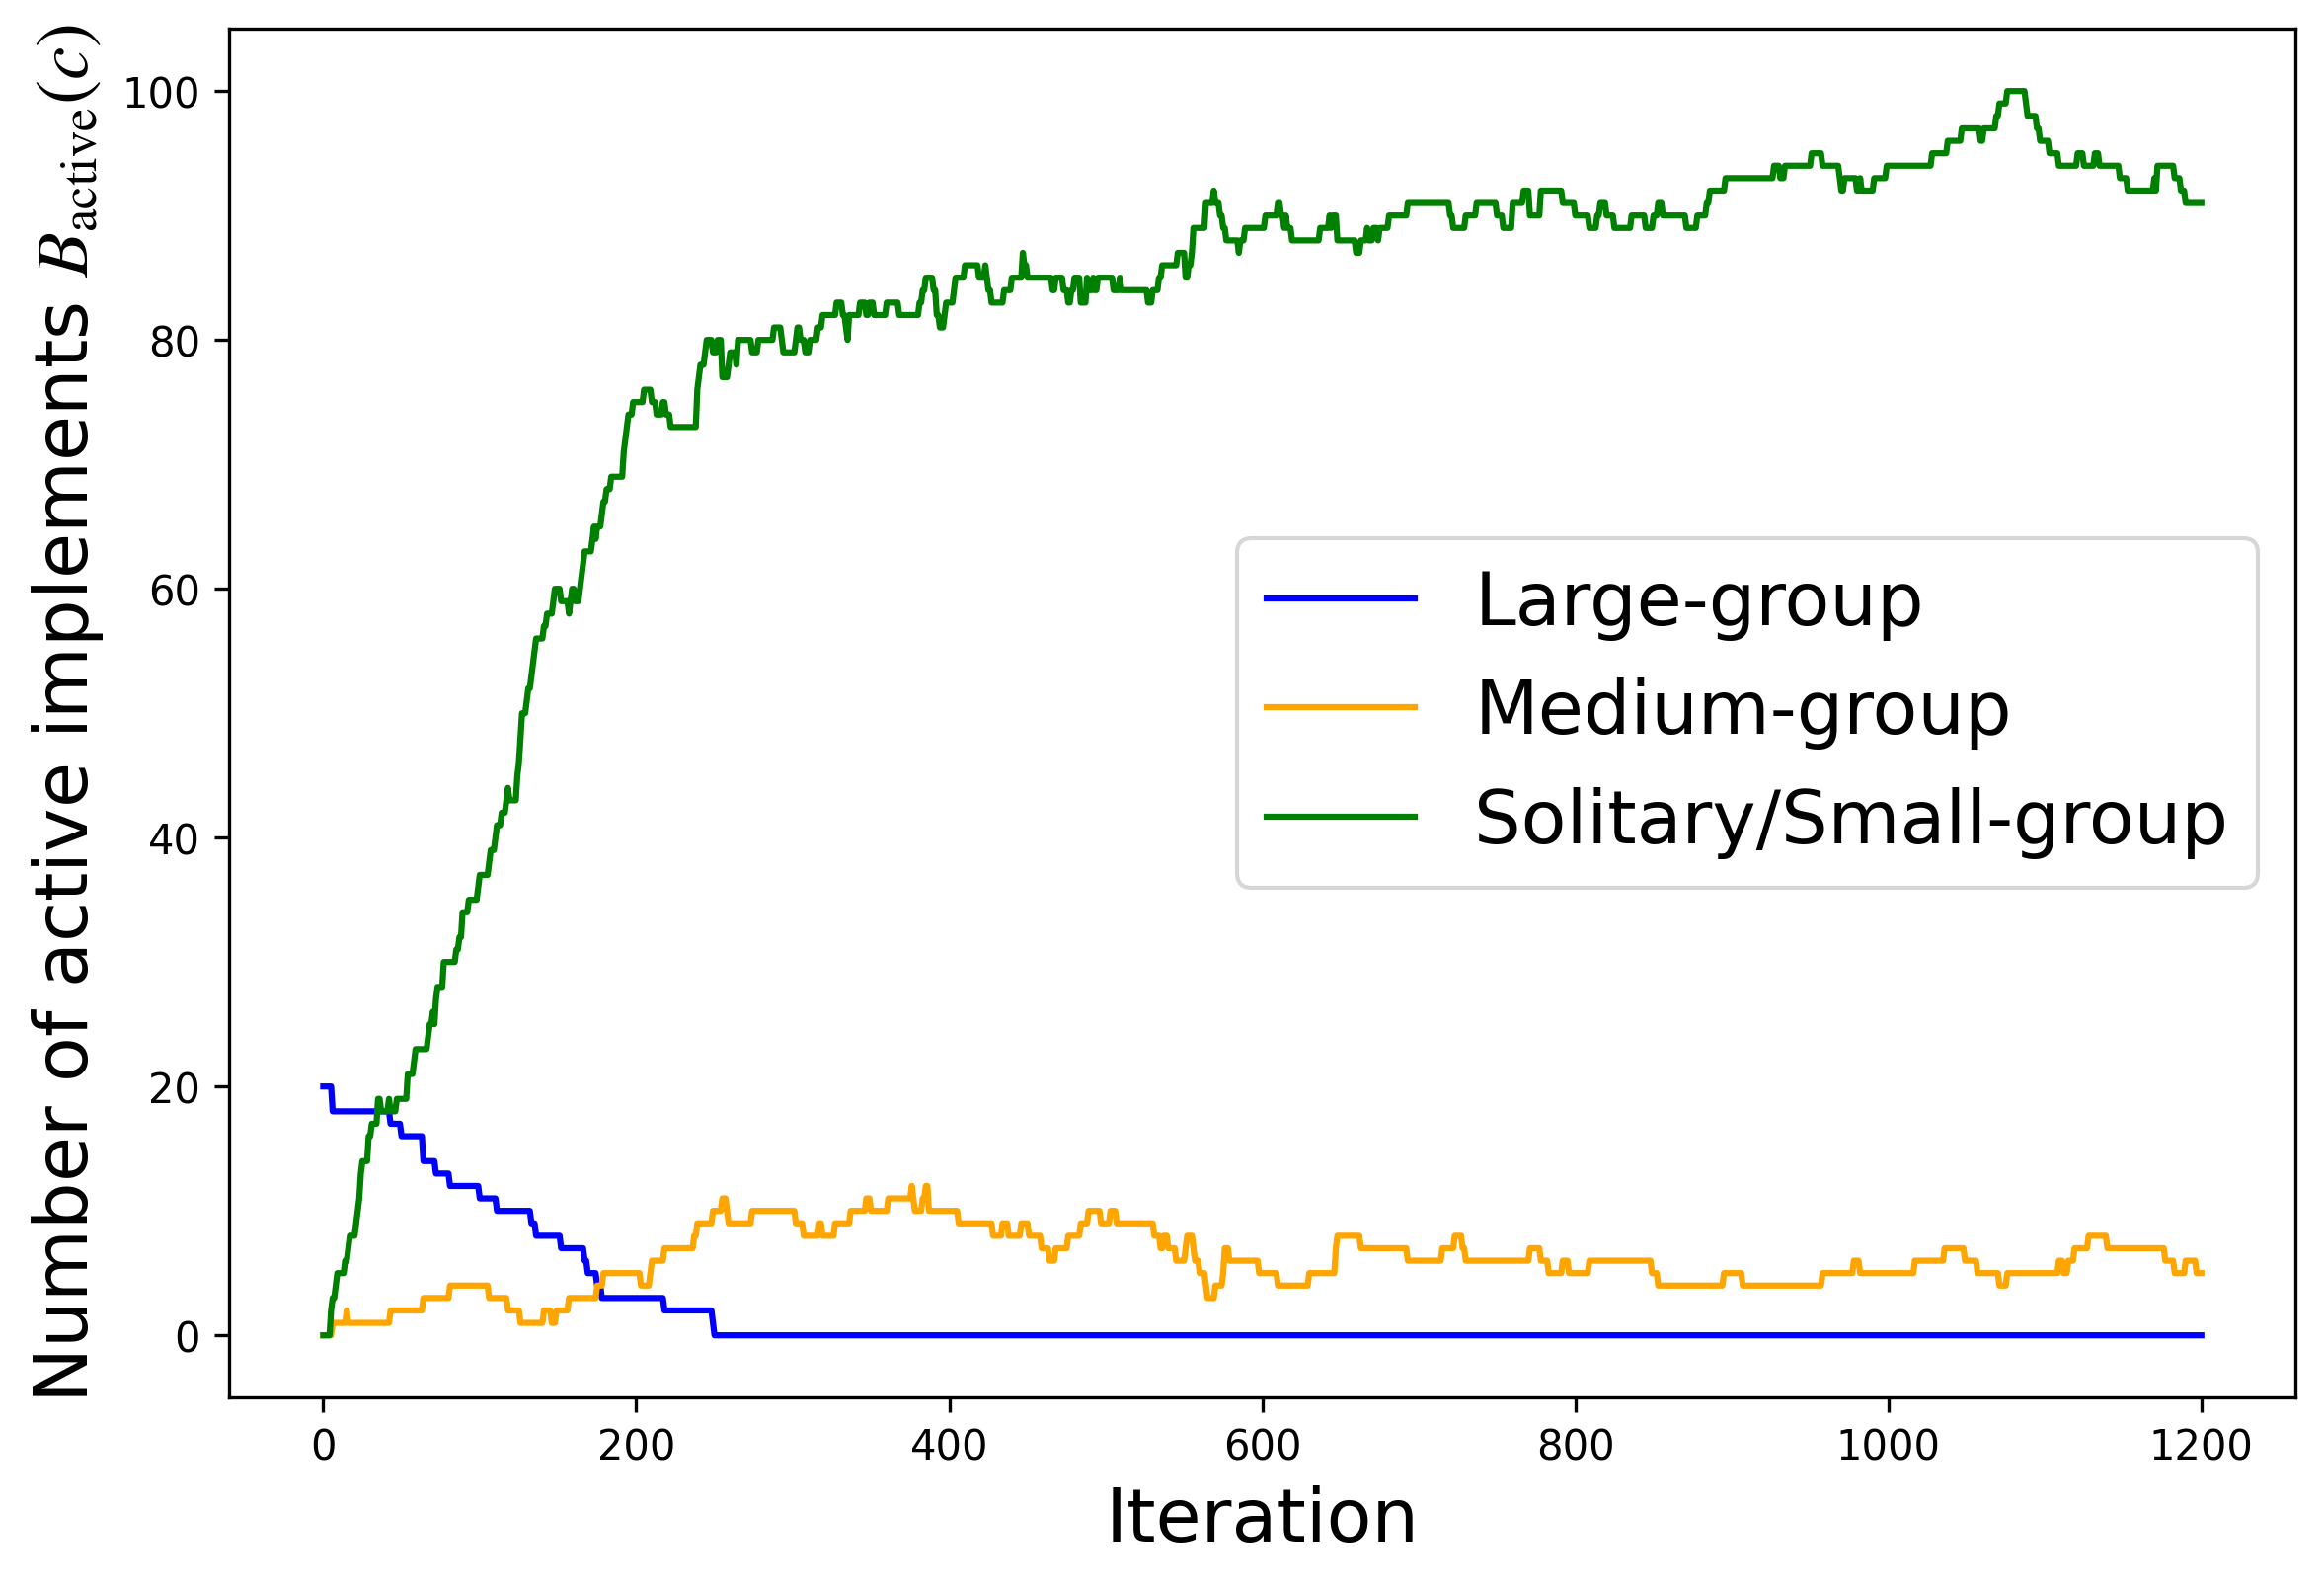 Number of active implements B_active(c)
100
80
60
40
20
0
Large-group
Medium-group
Solitary/Small-group
0 200 400 600 800 1000 1200
Iteration